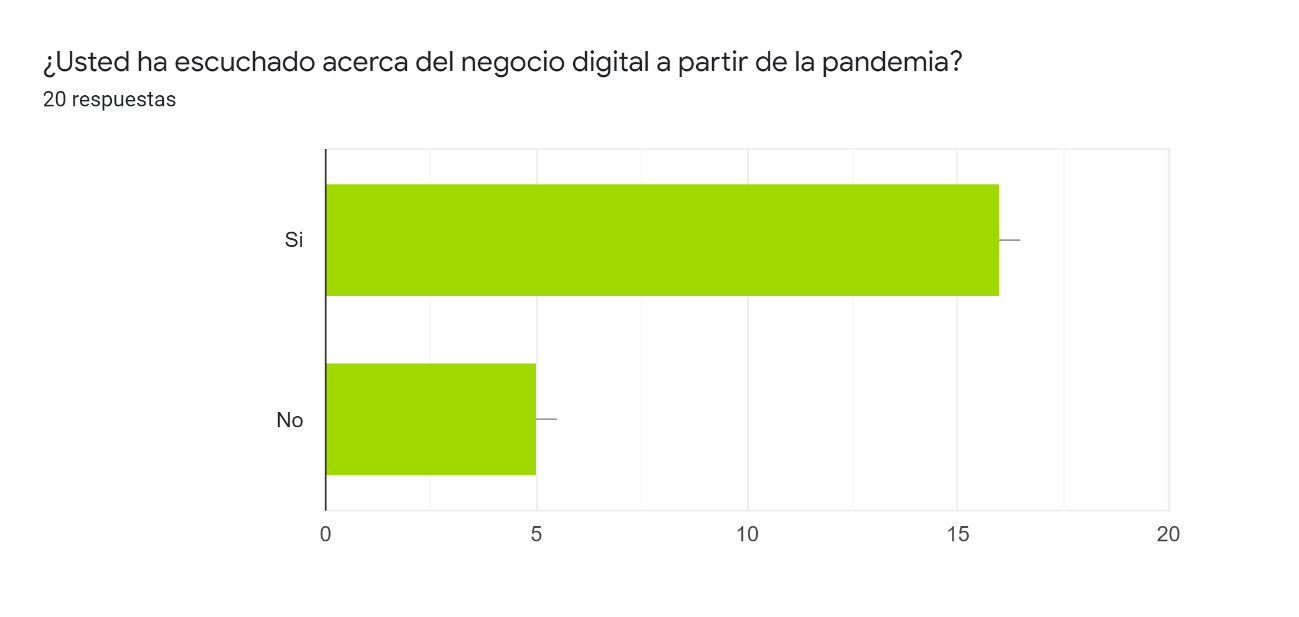 ¿Usted ha escuchado acerca del negocio digital a partir de la pandemia?
20 respuestas
Si
No
0 5 10 15 20